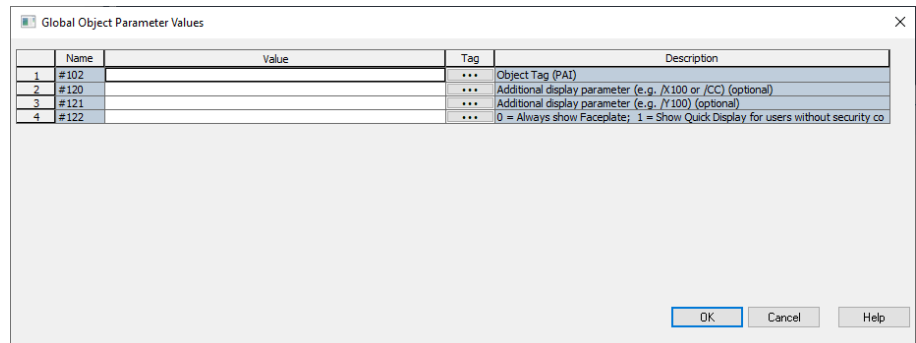 Global Object Parameter Values
Name Value Tag Description
1 #102 ... Object Tag (PAI)
2 #120 ... Additional display parameter (e.g. /X100 or /CC) (optional)
3 #121 ... Additional display parameter (e.g. /Y100) (optional)
4 #122 ... 0 = Always show Faceplate; 1 = Show Quick Display for users without security co
OK Cancel Help